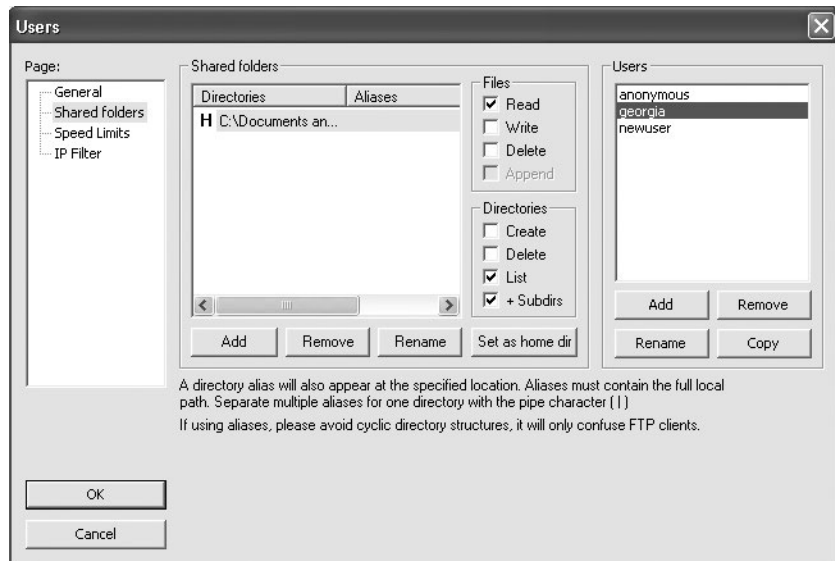 Users
Page:
General
Shared folders
Speed Limits
IP Filter
Shared folders
Directories Aliases
H C:\Documents an...
Add Remove Rename Set as home dir
Files
Read
Write
Delete
Append
Directories
Create
Delete
List
+ Subdirs
Users
anonymous
georgia
newuser
Add Remove
Rename Copy
A directory alias will also appear at the specified location. Aliases must contain the full local
path. Separate multiple aliases for one directory with the pipe character ( | )
If using aliases, please avoid cyclic directory structures, it will only confuse FTP clients.
OK
Cancel